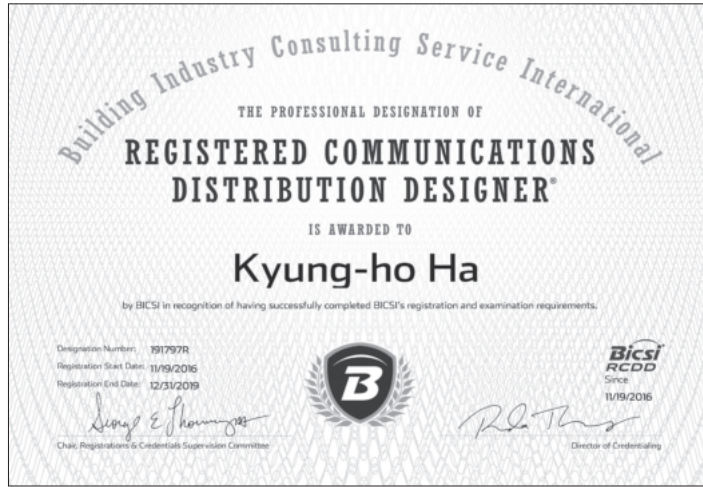 Building Industry Consulting Service International
THE PROFESSIONAL DESIGNATION OF
REGISTERED COMMUNICATIONS
DISTRIBUTION DESIGNER®
IS AWARDED TO
Kyung-ho Ha
by BICSI in recognition of having successfully completed BICSI's registration and examination requirements.
Designation Number: 191797R
Registration Start Date: 11/19/2016
Registration End Date: 12/31/2019
Chair, Registrations & Credentials Supervision Committee
B
Bicsi
RCDD
Since
11/19/2016
Director of Credentialing